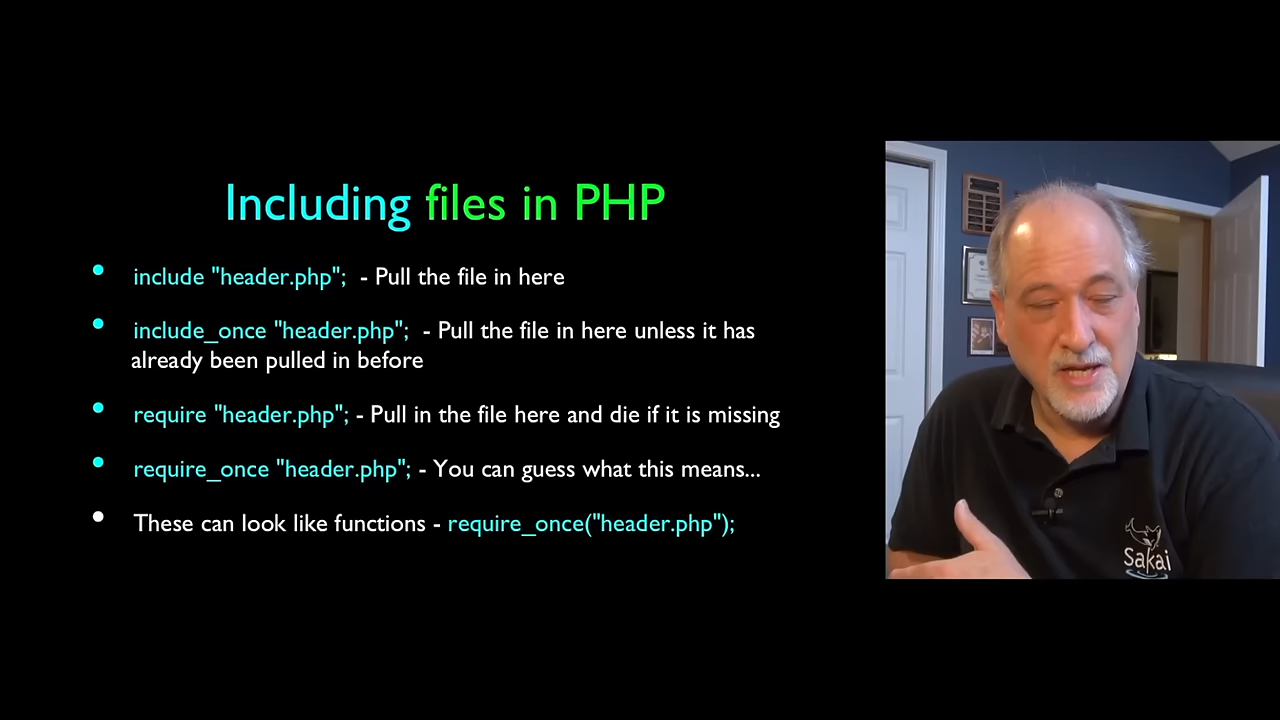 Including files in PHP
include "header.php";  - Pull the file in here
include_once "header.php";  - Pull the file in here unless it has
already been pulled in before
require "header.php"; - Pull in the file here and die if it is missing -
require_once "header.php"; - You can guess what this means...
These can look like functions - require_once("header.php");
Sakai